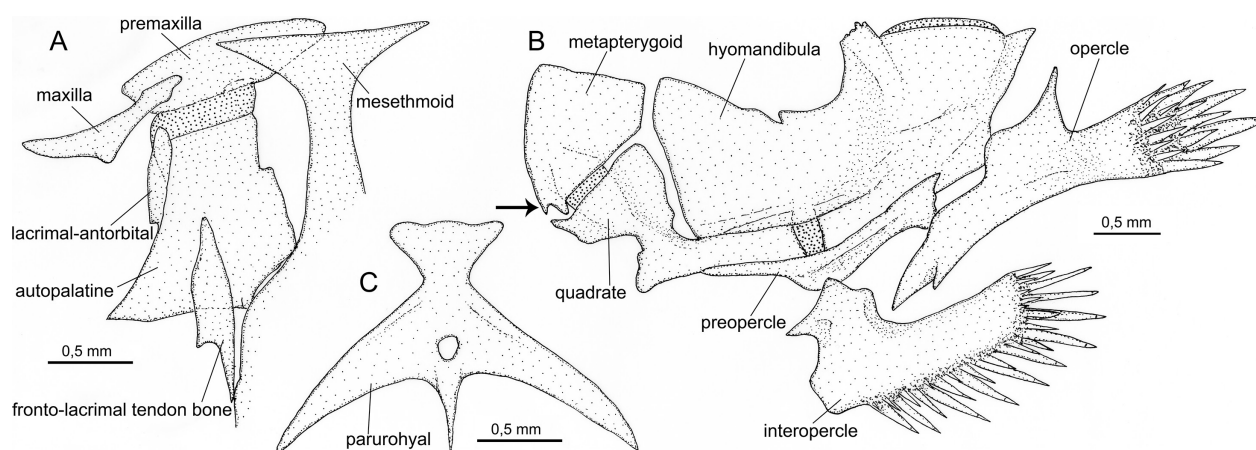 A
premaxilla
maxilla
mesethmoid
lacrimal-antorbital
autopalatine
0,5 mm
fronto-lacrimal tendon bone
B
metapterygoid
hyomandibula
opercle
0,5 mm
quadrate
preopercle
interopercle
C
parurohyal
0,5 mm